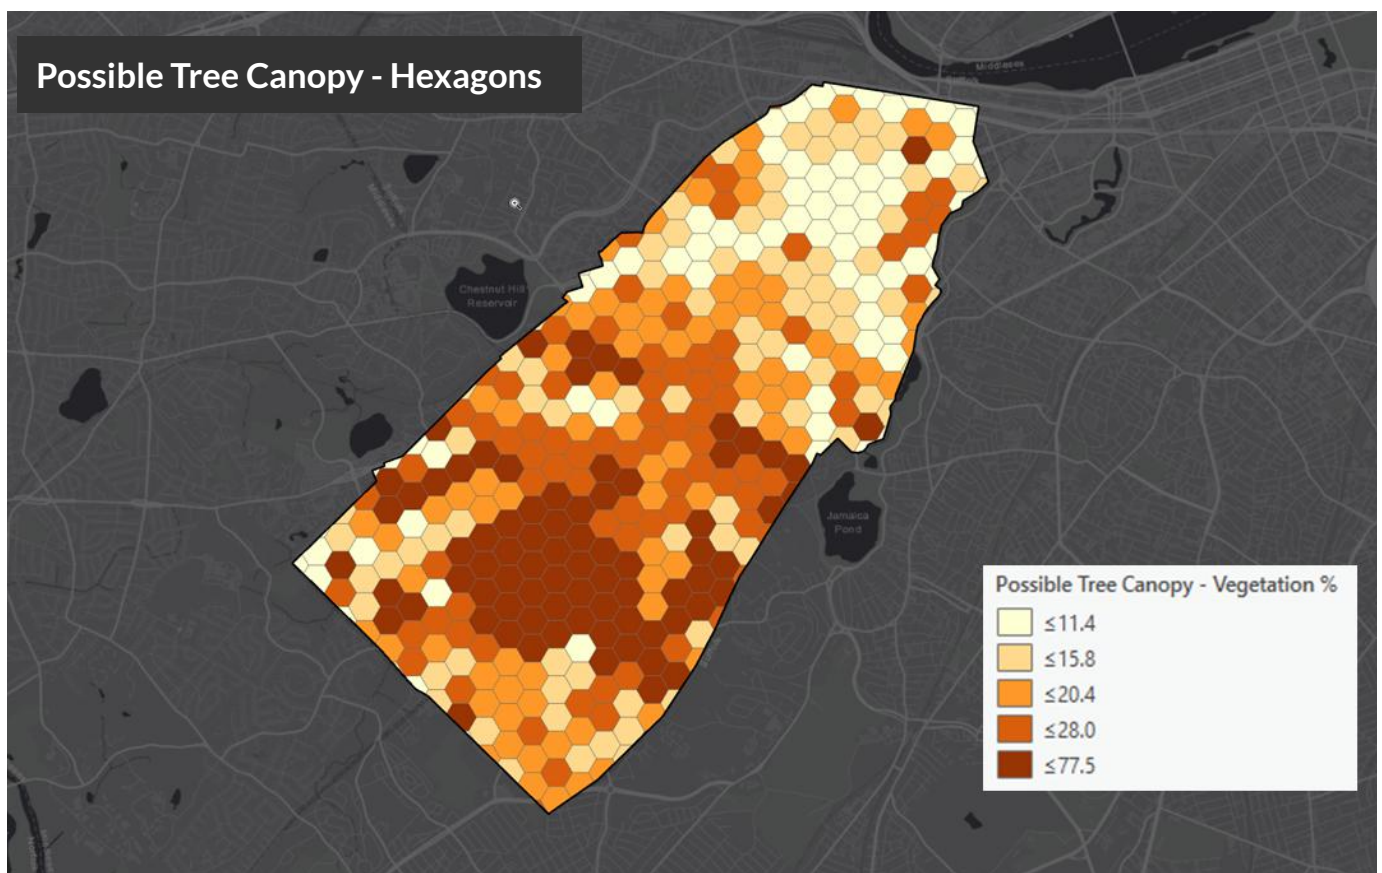 Possible Tree Canopy - Hexagons
Middlesex
Chestnut Hill
Reservoir
Jamaica
Pond
Possible Tree Canopy - Vegetation %
≤11.4
≤15.8
≤20.4
≤28.0
≤77.5